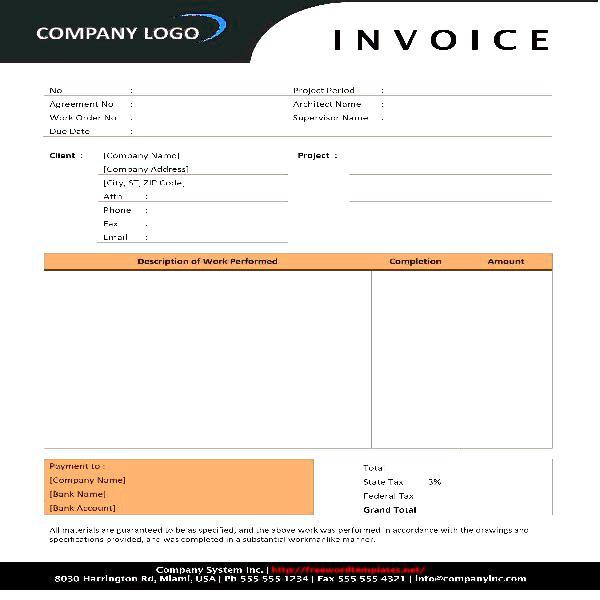 COMPANY LOGO
INVOICE
No :
Project Period :
Agreement No :
Architect Name :
Work Order No :
Supervisor Name :
Due Date :
Client : [Company Name]
Project :
[Company Address]
[City, ST, ZIP Code]
Attn :
Phone :
Fax :
Email :
Description of Work Performed Completion Amount
Payment to :
[Company Name]
[Bank Name]
[Bank Account]
Total
State Tax 3%
Federal Tax
Grand Total
All materials are guaranteed to be as specified, and the above work was performed in accordance with the drawings and
specifications provided, and was completed in a substantial workmanlike manner.
Company System Inc. | http://freewordtemplates.net/
8030 Harrington Rd, Miami, USA | Ph 555 555 1234 | Fax 555 555 4321 | info@companyinc.com